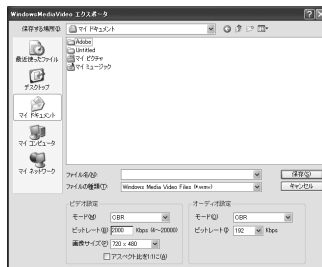 WindowsMediaVideo エクスポータ
保存する場所(I): マイ ドキュメント
Adobe
Untitled
マイ ピクチャ
マイ ミュージック
最近使ったファイル
デスクトップ
マイ ドキュメント
マイ コンピュータ
マイ ネットワーク
ファイル名(N): 保存(S)
ファイルの種類(T): Windows Media Video Files (*.wmv) キャンセル
ビデオ設定
モード(M) CBR
ビットレート(B) 2000 Kbps (4~20000)
画像サイズ(P) 720 x 480
アスペクト比を1:1に(A)
オーディオ設定
モード(O) CBR
ビットレート(I) 192 Kbps